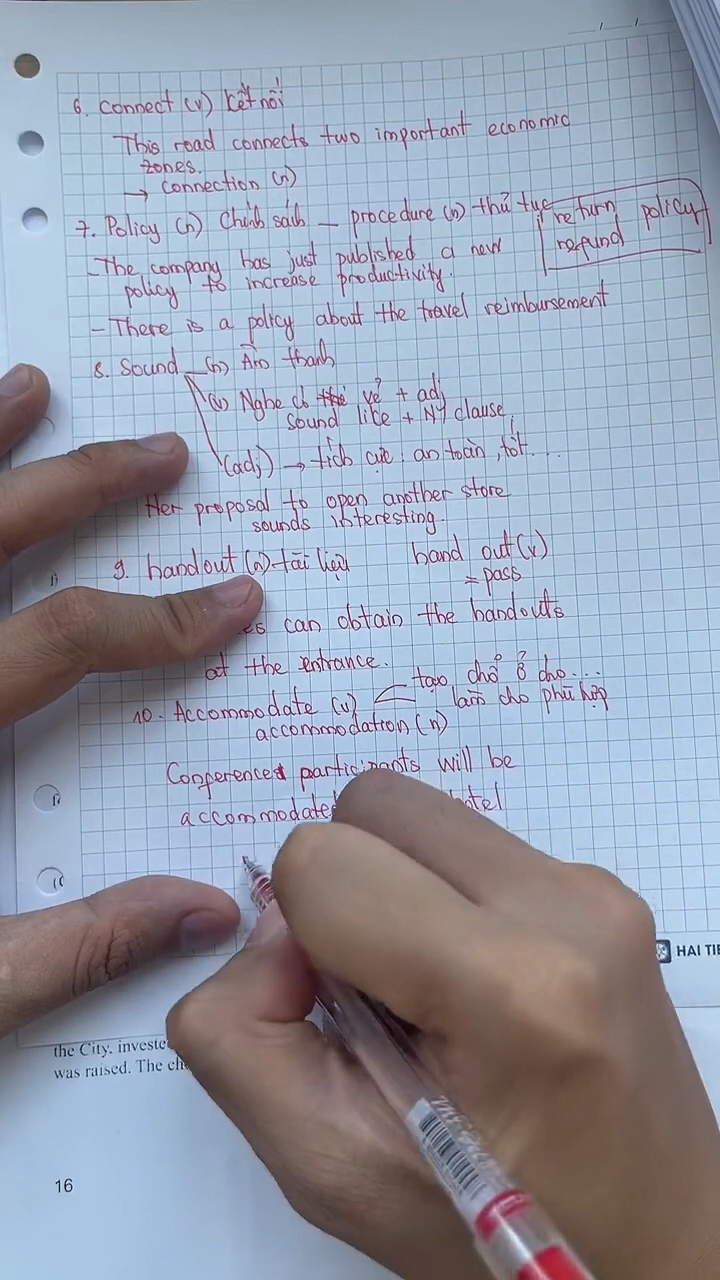 6. Connect (v) kết nối
This road connects two important economic
zones.
→ connection (n)
7. Policy (n) Chính sách _ procedure (n) thủ tục
return policy
refund
- The company has just published a new
policy to increase productivity.
- There is a policy about the travel reimbursement
8. Sound (n) Âm thanh
(v) Nghe có vẻ + adj
sound like + N/ clause.
(adj) → tích cực : an toàn, tốt...
Her proposal to open another store
sounds interesting.
9. handout (n) tài liệu hand out (v)
= pass
can obtain the handouts
at the entrance.
10. Accommodate (v) tạo chỗ ở cho...
làm cho phù hợp
accommodation (n)
Conference participants will be
accommodated
HAI TIE
the City, investe
was raised. The
16